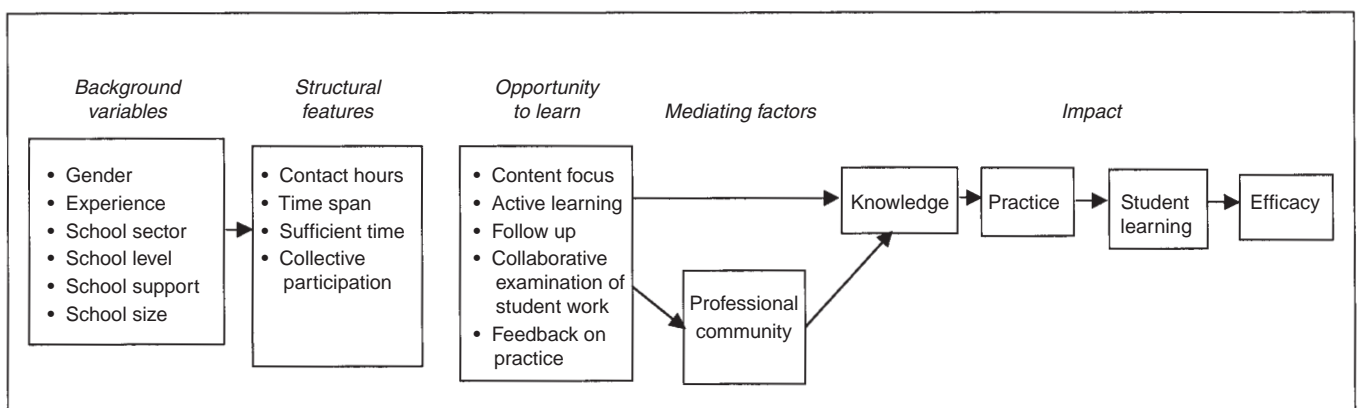 Background
variables
Structural
features
Opportunity
to learn
Mediating factors
Impact
• Gender
• Experience
• School sector
• School level
• School support
• School size
• Contact hours
• Time span
• Sufficient time
• Collective
participation
• Content focus
• Active learning
• Follow up
• Collaborative
examination of
student work
• Feedback on
practice
Professional
community
Knowledge
Practice
Student
learning
Efficacy